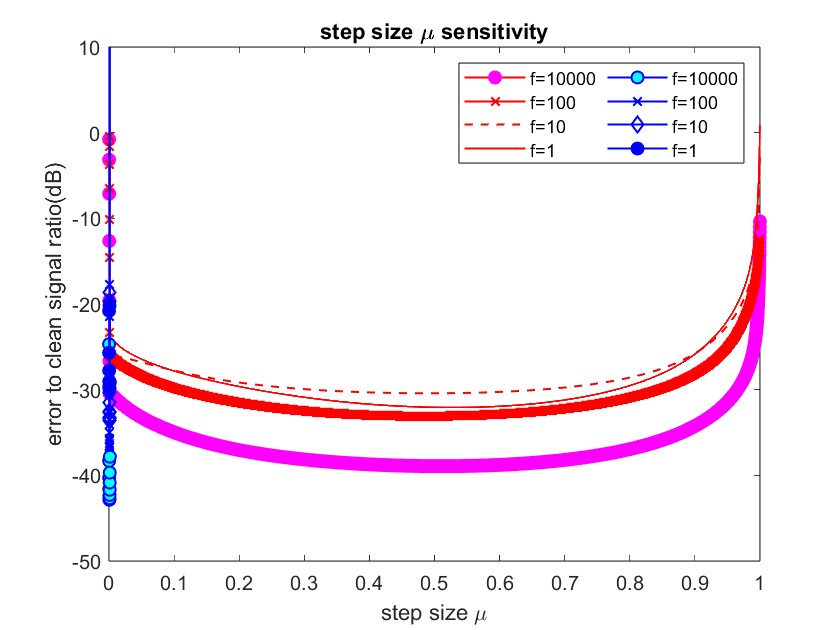 step size μ sensitivity
10
0
-10
-20
-30
-40
-50
error to clean signal ratio(dB)
f=10000 f=10000
f=100 f=100
f=10 f=10
f=1 f=1
0 0.1 0.2 0.3 0.4 0.5 0.6 0.7 0.8 0.9 1
step size μ